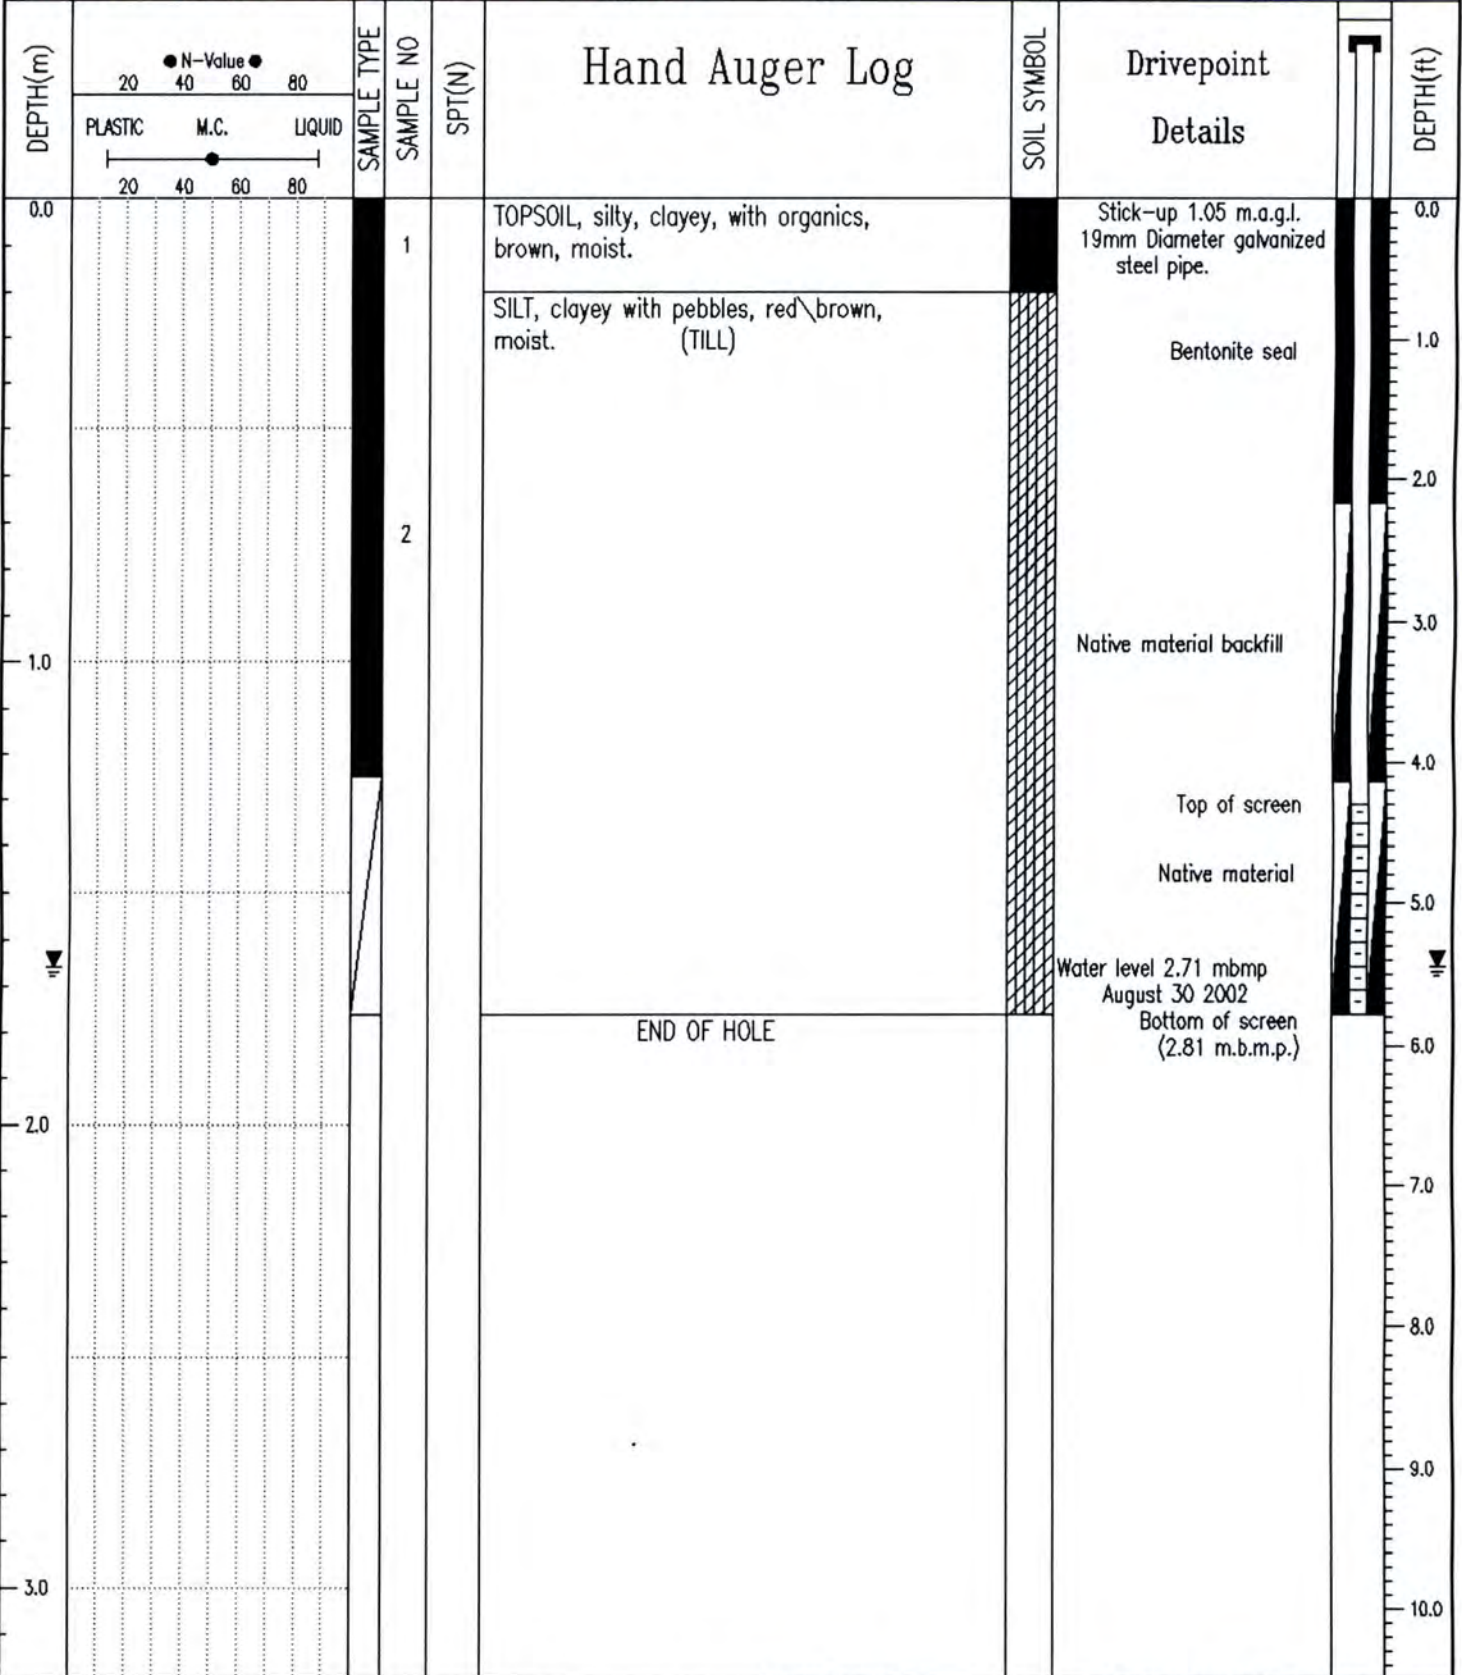 DEPTH(m)
● N-Value ●
20 40 60 80
PLASTIC M.C. LIQUID
20 40 60 80
SAMPLE TYPE
SAMPLE NO
SPT(N)
Hand Auger Log
SOIL SYMBOL
Drivepoint
Details
DEPTH(ft)
0.0
1
TOPSOIL, silty, clayey, with organics,
brown, moist.
Stick-up 1.05 m.a.g.l.
19mm Diameter galvanized
steel pipe.
0.0
SILT, clayey with pebbles, red\brown,
moist. (TILL)
Bentonite seal
1.0
2.0
2
3.0
1.0
Native material backfill
4.0
Top of screen
Native material
5.0
Water level 2.71 mbmp
August 30 2002
Bottom of screen
(2.81 m.b.m.p.)
END OF HOLE
6.0
2.0
7.0
8.0
9.0
3.0
10.0